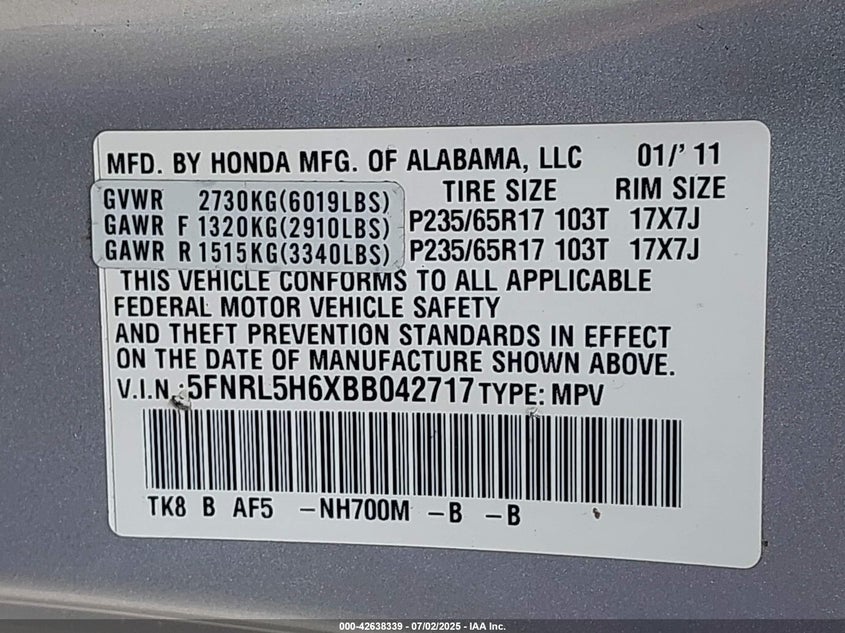 MFD. BY HONDA MFG. OF ALABAMA, LLC 01/' 11
GVWR 2730KG(6019LBS) TIRE SIZE RIM SIZE
GAWR F 1320KG(2910LBS) P235/65R17 103T 17X7J
GAWR R 1515KG(3340LBS) P235/65R17 103T 17X7J
THIS VEHICLE CONFORMS TO ALL APPLICABLE
FEDERAL MOTOR VEHICLE SAFETY
AND THEFT PREVENTION STANDARDS IN EFFECT
ON THE DATE OF MANUFACTURE SHOWN ABOVE.
V.I.N.:5FNRL5H6XBB042717 TYPE: MPV
TK8 B AF5 -NH700M -B -B
000-42638339 - 07/02/2025 - IAA Inc.